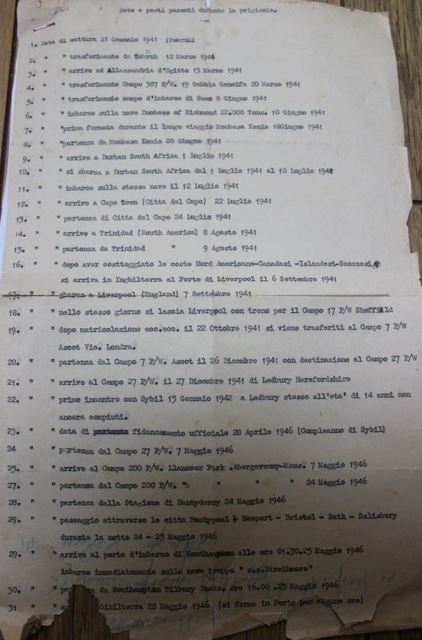 Date e posti passati durante la prigionia.
1. Data di cattura 21 Gennaio 1941 (Tobruk)
2. " " trasferimento da Tobruk 12 Marzo 1941
3. " " arrivo ad Allessandria d'Egitto 13 Marzo 1941
4. " " trasferimento Campo 307 P/W. 19 Gebbia Geneifa 20 Marzo 1941
5. " " trasferimento campo d'imbarco di Suez 8 Giugno 1941
6. " " imbarco sulla nave Duchess of Richmond 22.000 Tons. 10 Giugno 1941
7. " " prima fermata durante il lungo viaggio Mombasa Kenia 18Giugno 1941
8. " " partenza da Mombasa Kenia 20 Giugno 1941
9. " " arrivo a Durban South Africa 1 Luglio 1941
10. " " si sbarca a Durban South Africa dal 1 Luglio 1941 al 10 Luglio 1941
11. " " imbarco sulla stessa nave il 12 Luglio 1941
12. " " arrivo a Cape Town (Citta del Capo) 22 Luglio 1941
13. " " partenza di Citta del Capo 24 Luglio 1941
14. " " arrivo a Trinidad (South America) 8 Agosto 1941
15. " " partenza da Trinidad " 9 Agosto 1941
16. " " dopo aver costteggiato le coste Nord Americane-Canadesi -Islandesi-Scozzesi,
si arriva in Inghilterra al Porto di Liverpool il 6 Settembre 1941
17. " " sbarco a Liverpool (England) 7 Settembre 1941
18. " " nello stesso giorno si lascia Liverpool con treno per il Campo 17 P/W Sheffield
19. " " dopo matricolazione ecc.ecc. il 22 Ottobre 1941 si viene trasferiti al Campo 7 P/W
Ascot Vic. Londra.
20. " " partenza dal Campo 7 P/W. Ascot il 26 Dicembre 1941 con destinazione al Campo 27 P/W
21. " " arrivo al Campo 27 P/W. il 27 Dicembre 1941 di Ledbury Herefordshire
22. " " primo incontro con Sybil 15 Gennaio 1942 a Ledbury stesso all'eta' di 14 anni non
ancora compiuti.
23. " " data di fidanzamento ufficiale 28 Aprile 1946 (Compleanno di Sybil)
24 " " partenza dal Campo 27 P/W. 7 Maggio 1946
25. " " arrivo al Campo 200 P/W. Llanover Park .Abergavenny-Mons. 7 Maggio 1946
27. " " partenza dal Campo 200 P/W. " " " " 24 Maggio 1946
28. " " partenza dalla Stagione di Nantyderry 24 Maggio 1946
29. " " passaggio attraverso le citta Pontypool - Newport - Bristol - Bath - Salisbury
durante la notte 24 - 25 Maggio 1946
29. " " arrivo al porto d'imbarco di Southampton alle ore 01.30.25 Maggio 1946
imbarco immediatamente sulla nave Truppa "s.s.Strathmore"
30. " " da Southampton Tilbury Docks ore 16.00 .25 Maggio 1946
31 Gibilterra 28 Maggio 1946 (si ferma in Porto per alcune ore)